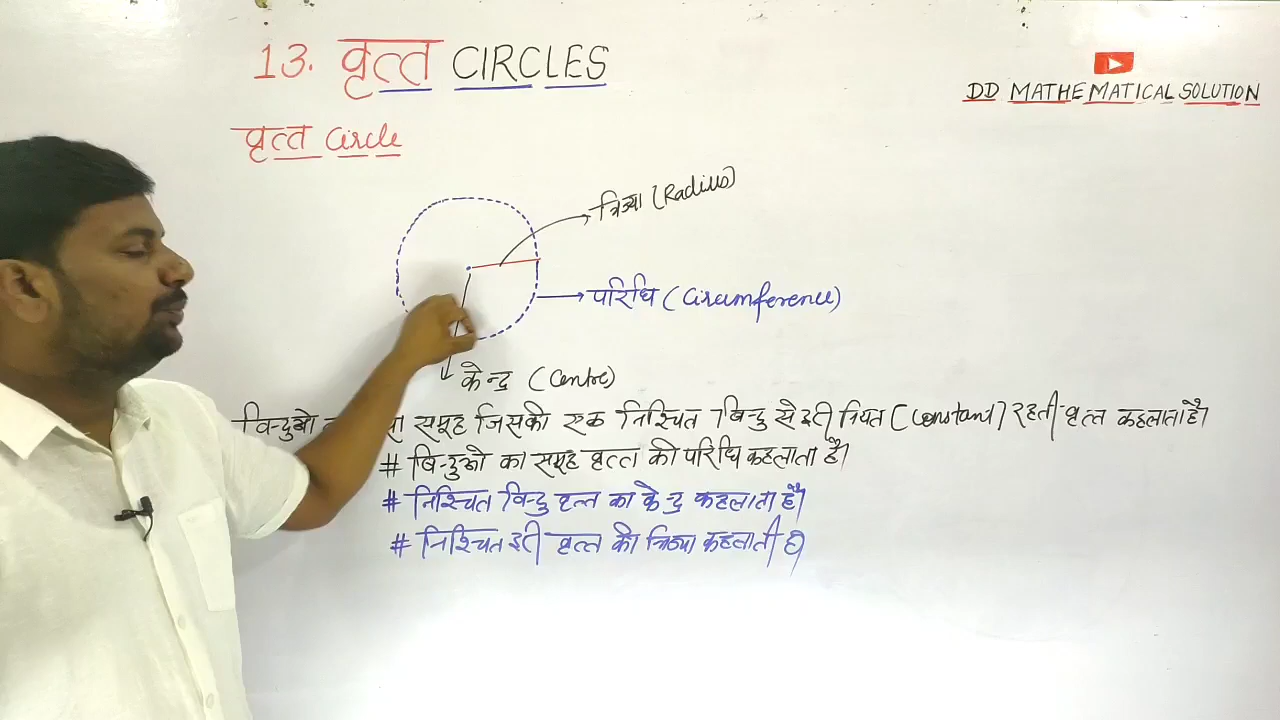 13. वृत्त CIRCLES
DD MATHEMATICAL SOLUTION
वृत्त Circle
त्रिज्या (Radius)
परिधि (Circumference)
केन्द्र (Centre)
बिन्दुओ समूह जिसकी एक निश्चित बिन्दु से दूरी नियत (Constant) रहती वृत्त कहलाता है।
# बिन्दुओ का समूह वृत्त की परिधि कहलाता है।
# निश्चित बिन्दु वृत्त का केन्द्र कहलाता है।
# निश्चित दूरी वृत्त की त्रिज्या कहलाती है